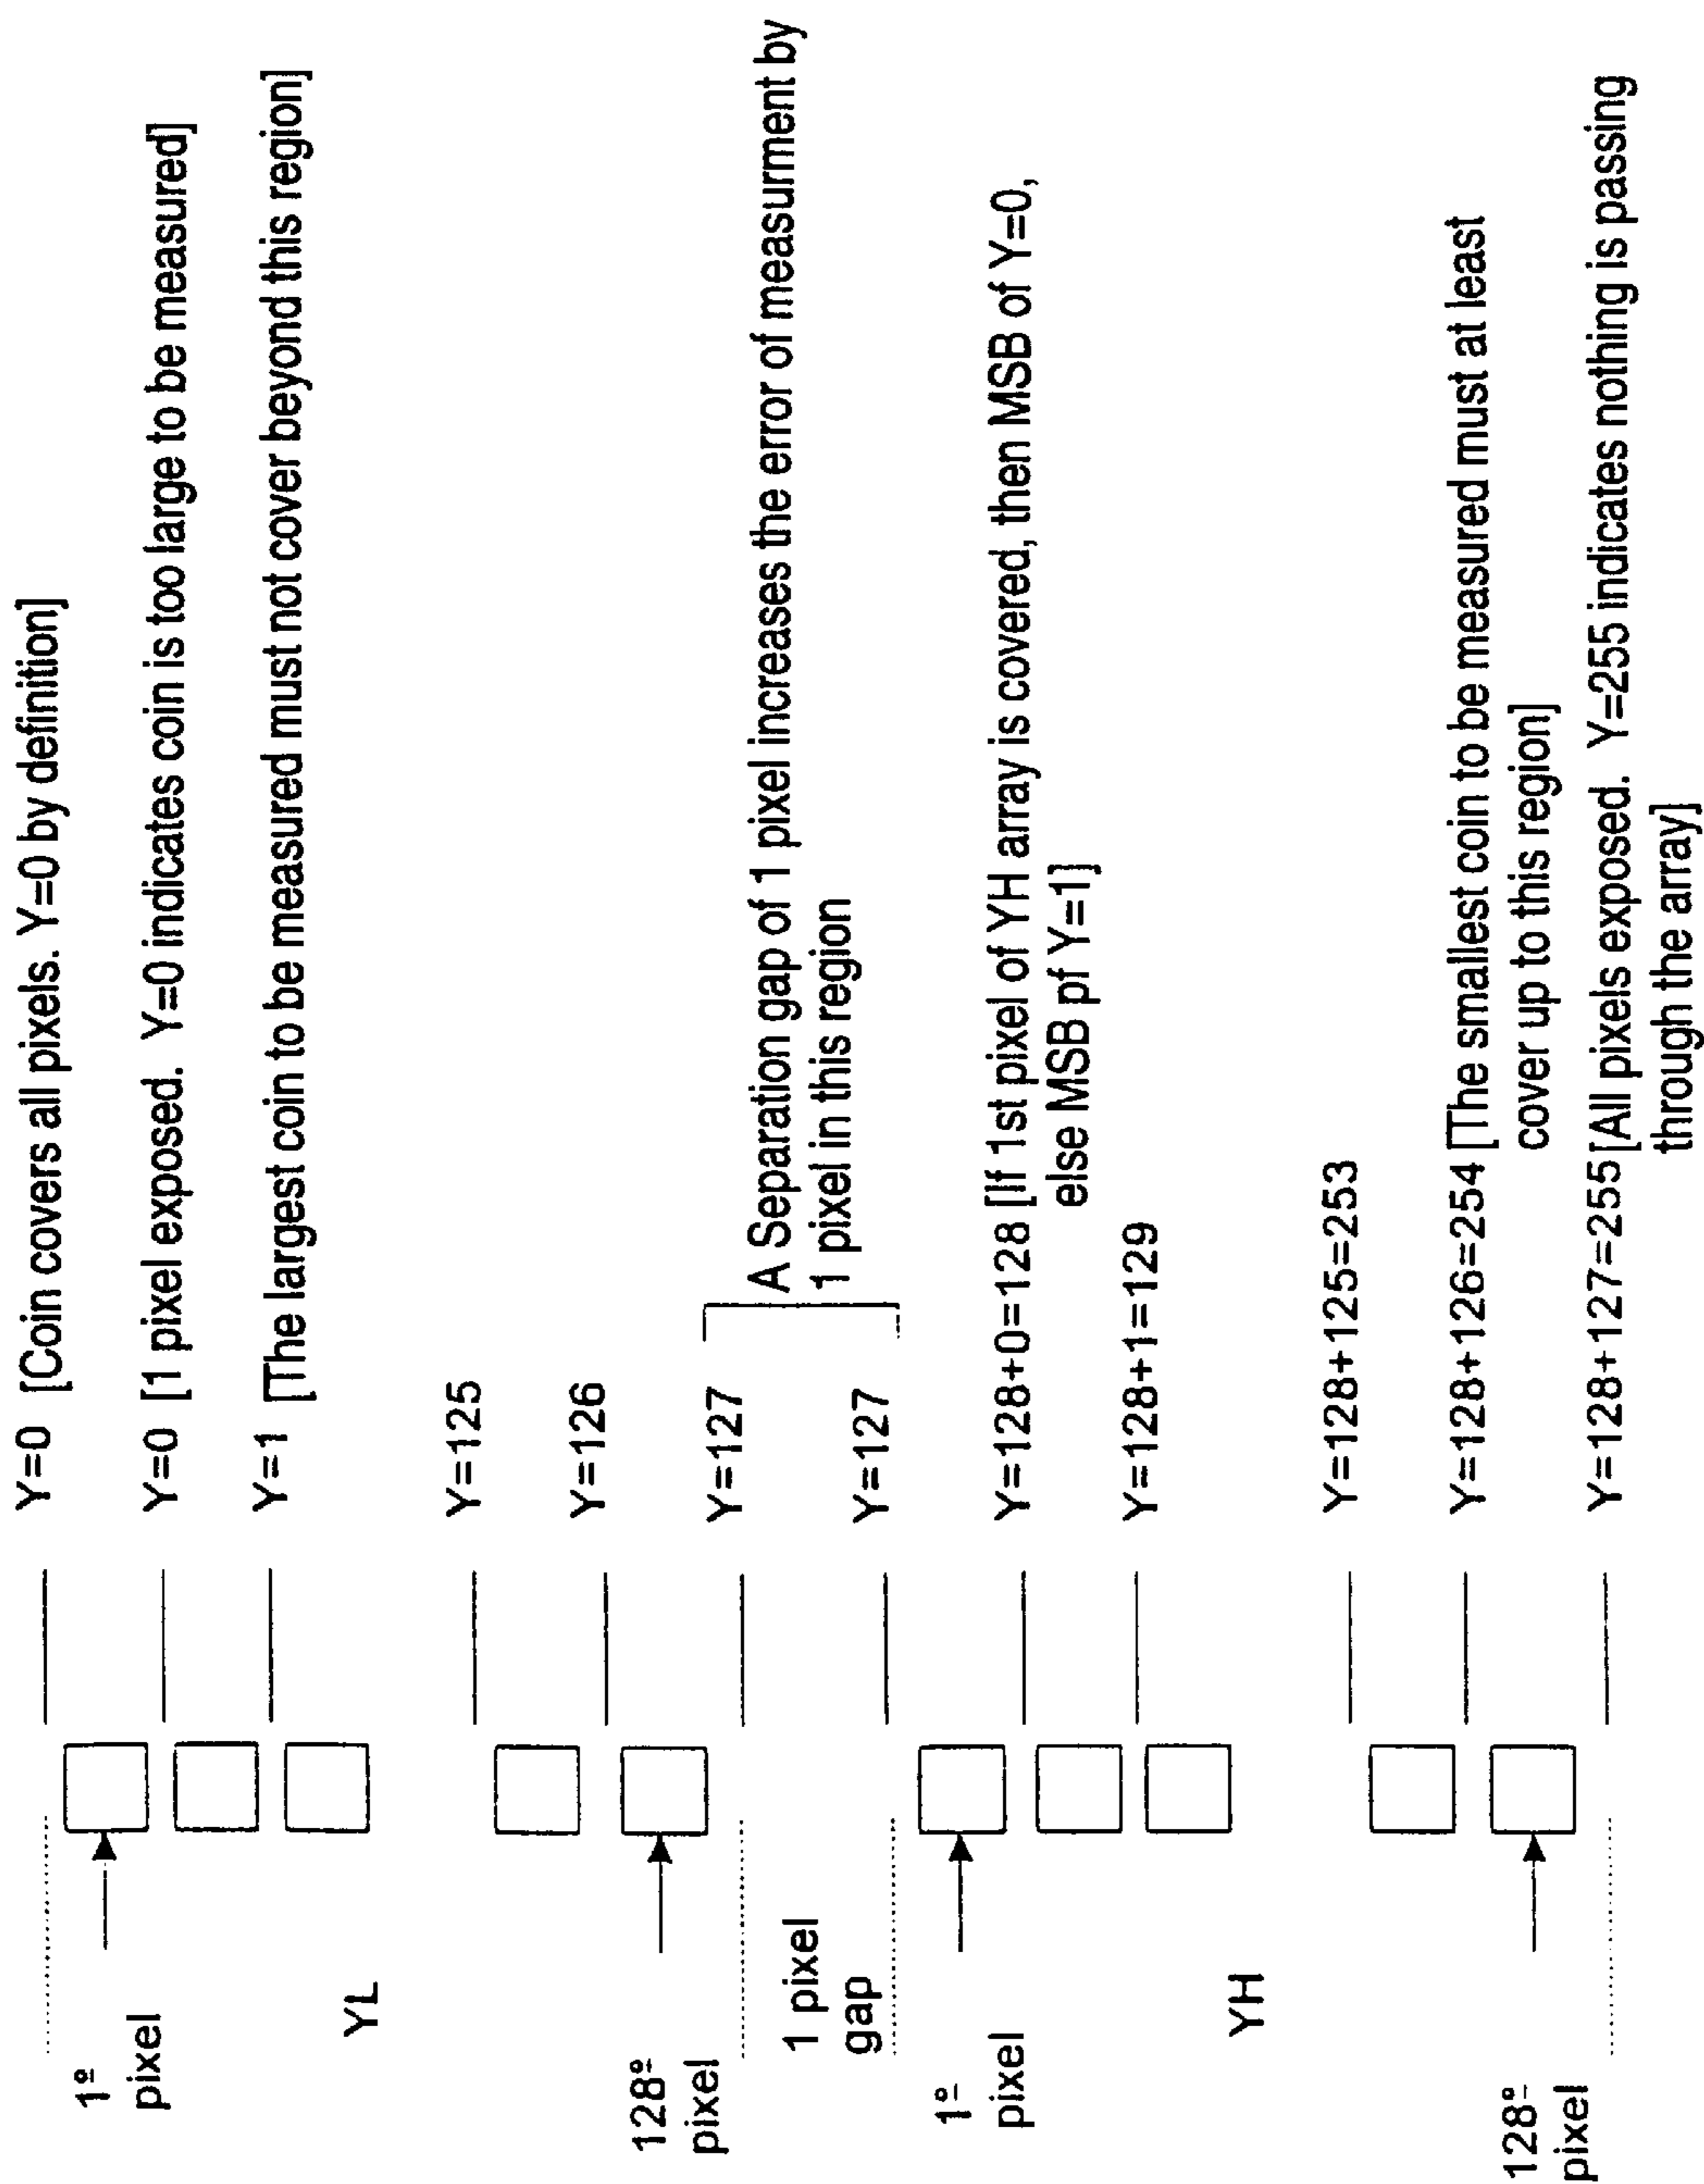 Y=0 [Coin covers all pixels. Y=0 by definition]
1º
pixel
Y=0 [1 pixel exposed. Y=0 indicates coin is too large to be measured]
Y=1 [The largest coin to be measured must not cover beyond this region]
YL
Y=125
Y=126
128º
pixel
Y=127
A Separation gap of 1 pixel increases the error of measurment by
1 pixel in this region
1 pixel
gap
Y=127
1º
pixel
Y=128+0=128 [If 1st pixel of YH array is covered, then MSB of Y=0,
else MSB pf Y=1]
Y=128+1=129
YH
Y=128+125=253
Y=128+126=254 [The smallest coin to be measured must at least
cover up to this region]
128º
pixel
Y=128+127=255 [All pixels exposed. Y=255 indicates nothing is passing
through the array]